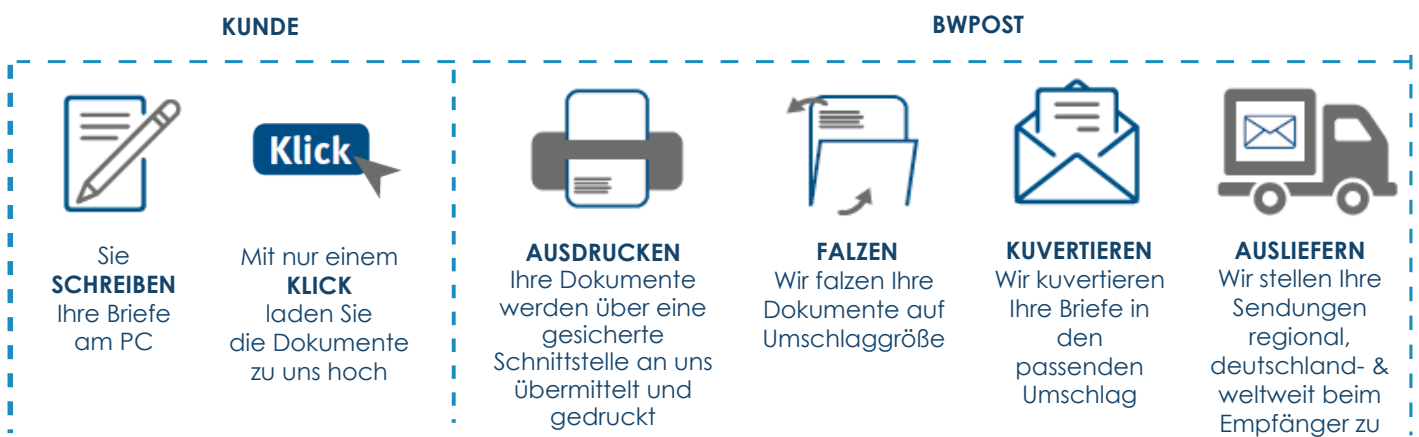 KUNDE
BWPOST
Klick
Sie
SCHREIBEN
Ihre Briefe
am PC
Mit nur einem
KLICK
laden Sie
die Dokumente
zu uns hoch
AUSDRUCKEN
Ihre Dokumente
werden über eine
gesicherte
Schnittstelle an uns
übermittelt und
gedruckt
FALZEN
Wir falzen Ihre
Dokumente auf
Umschlaggröße
KUVERTIEREN
Wir kuvertieren
Ihre Briefe in
den
passenden
Umschlag
AUSLIEFERN
Wir stellen Ihre
Sendungen
regional,
deutschland- &
weltweit beim
Empfänger zu